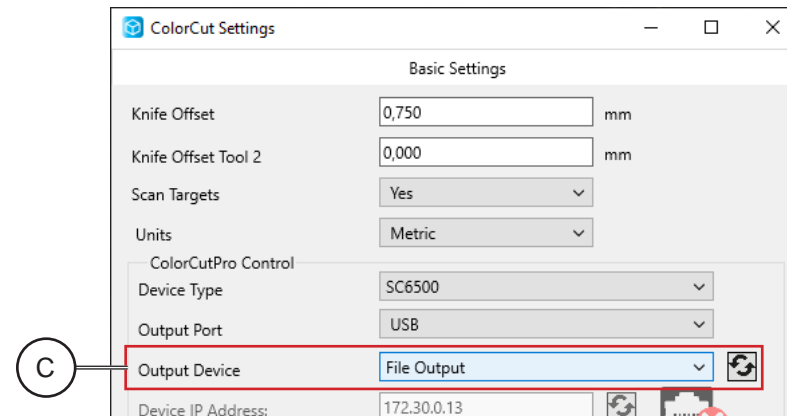 ColorCut Settings
Basic Settings
Knife Offset 0,750 mm
Knife Offset Tool 2 0,000 mm
Scan Targets Yes
Units Metric
ColorCutPro Control
Device Type SC6500
Output Port USB
C Output Device File Output
Device IP Address: 172.30.0.13